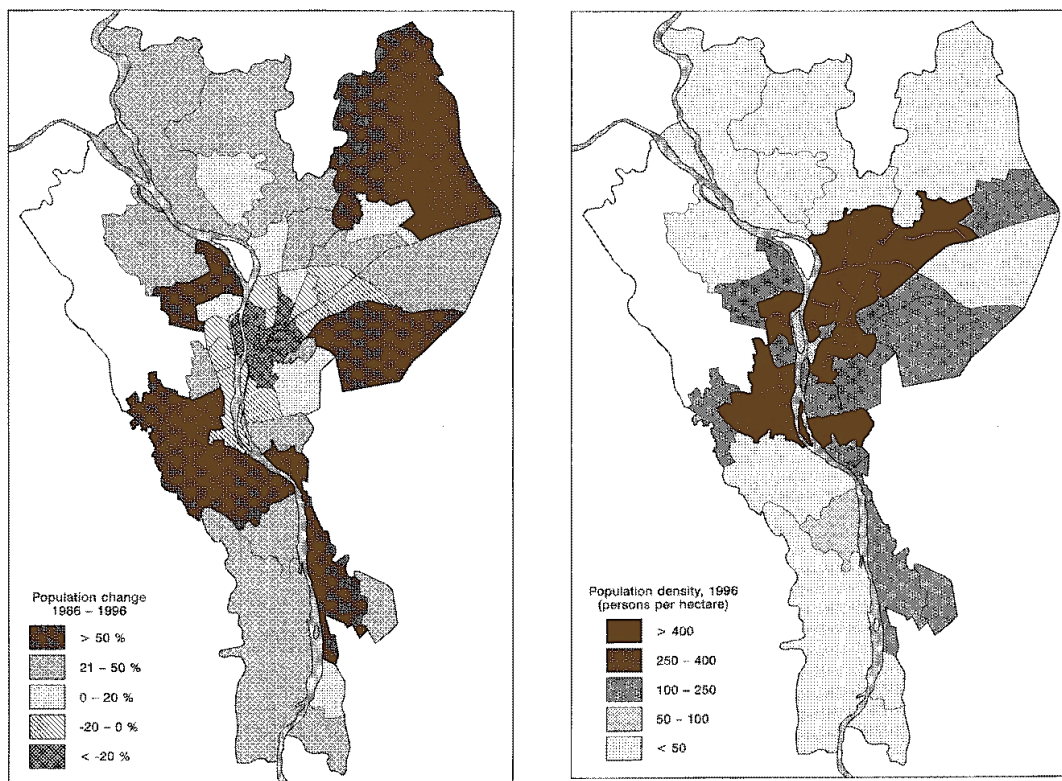 Population change
1986 – 1996
> 50 %
21 – 50 %
0 – 20 %
-20 – 0 %
< -20 %
Population density, 1996
(persons per hectare)
> 400
250 – 400
100 – 250
50 – 100
< 50